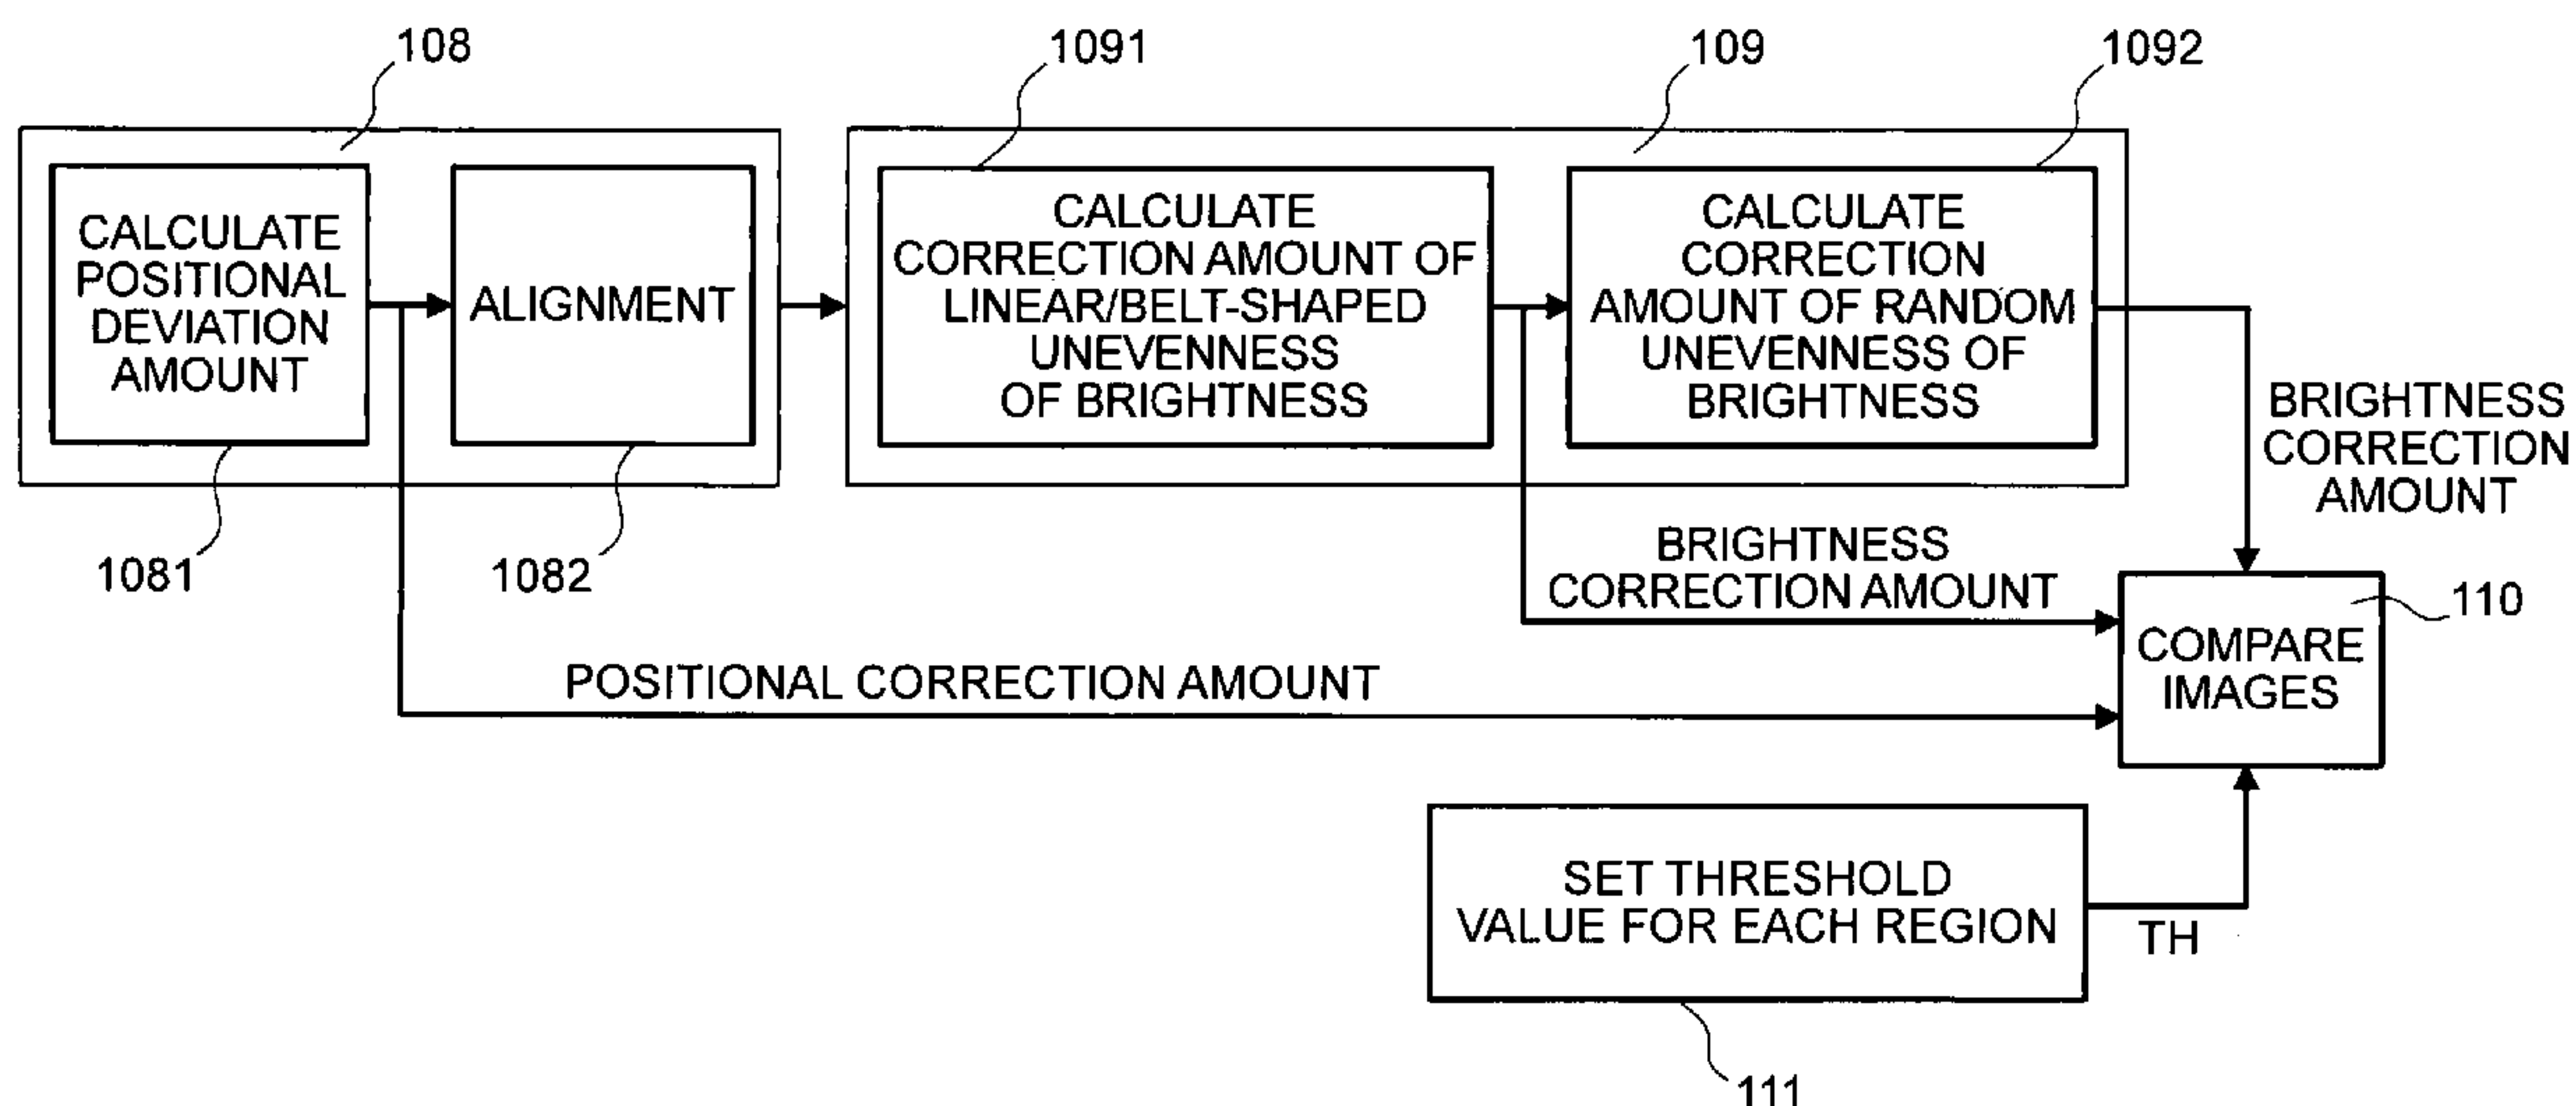 108
1091
109
1092
CALCULATE
POSITIONAL
DEVIATION
AMOUNT
ALIGNMENT
CALCULATE
CORRECTION AMOUNT OF
LINEAR/BELT-SHAPED
UNEVENNESS
OF BRIGHTNESS
CALCULATE
CORRECTION
AMOUNT OF RANDOM
UNEVENNESS OF
BRIGHTNESS
BRIGHTNESS
CORRECTION
AMOUNT
1081
1082
BRIGHTNESS
CORRECTION AMOUNT
110
COMPARE
IMAGES
POSITIONAL CORRECTION AMOUNT
SET THRESHOLD
VALUE FOR EACH REGION
TH
111